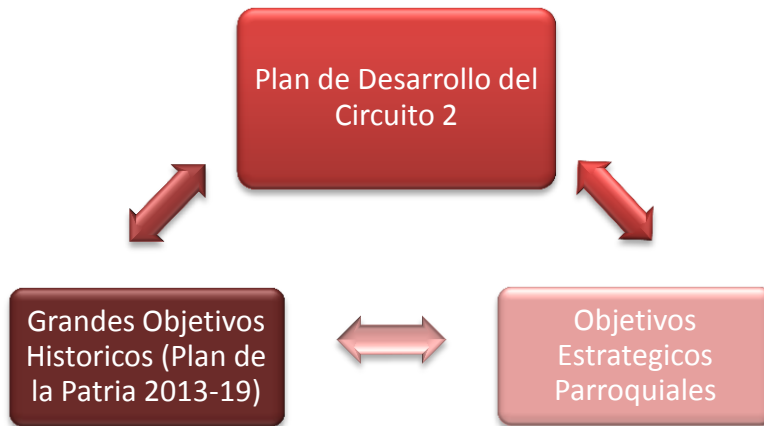 Plan de Desarrollo del
Circuito 2
Grandes Objetivos
Historicos (Plan de
la Patria 2013-19)
Objetivos
Estrategicos
Parroquiales